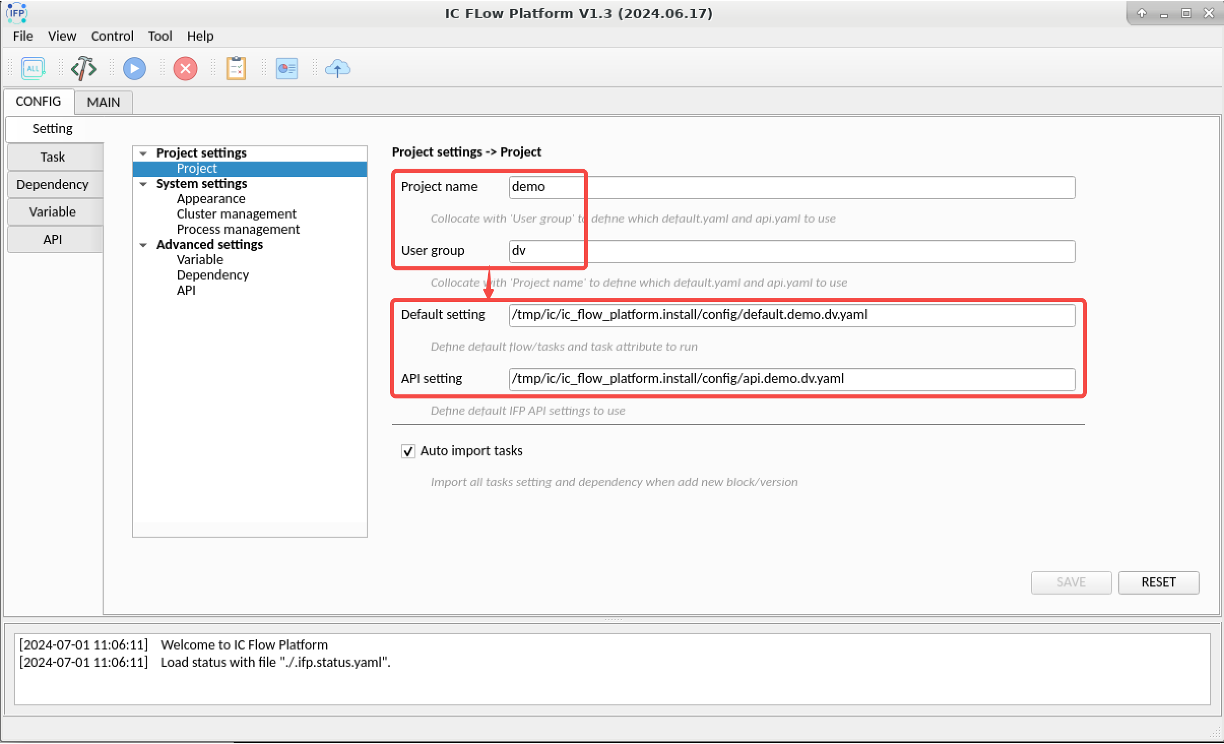 IFP
IC FLow Platform V1.3 (2024.06.17)
File View Control Tool Help
ALL
CONFIG MAIN
Setting
Task
Dependency
Variable
API
Project settings
Project
System settings
Appearance
Cluster management
Process management
Advanced settings
Variable
Dependency
API
Project settings -> Project
Project name demo
Collocate with 'User group' to define which default.yaml and api.yaml to use
User group dv
Collocate with 'Project name' to define which default.yaml and api.yaml to use
Default setting /tmp/ic/ic_flow_platform.install/config/default.demo.dv.yaml
Define default flow/tasks and task attribute to run
API setting /tmp/ic/ic_flow_platform.install/config/api.demo.dv.yaml
Define default IFP API settings to use
Auto import tasks
Import all tasks setting and dependency when add new block/version
SAVE RESET
[2024-07-01 11:06:11] Welcome to IC Flow Platform
[2024-07-01 11:06:11] Load status with file "./.ifp.status.yaml".